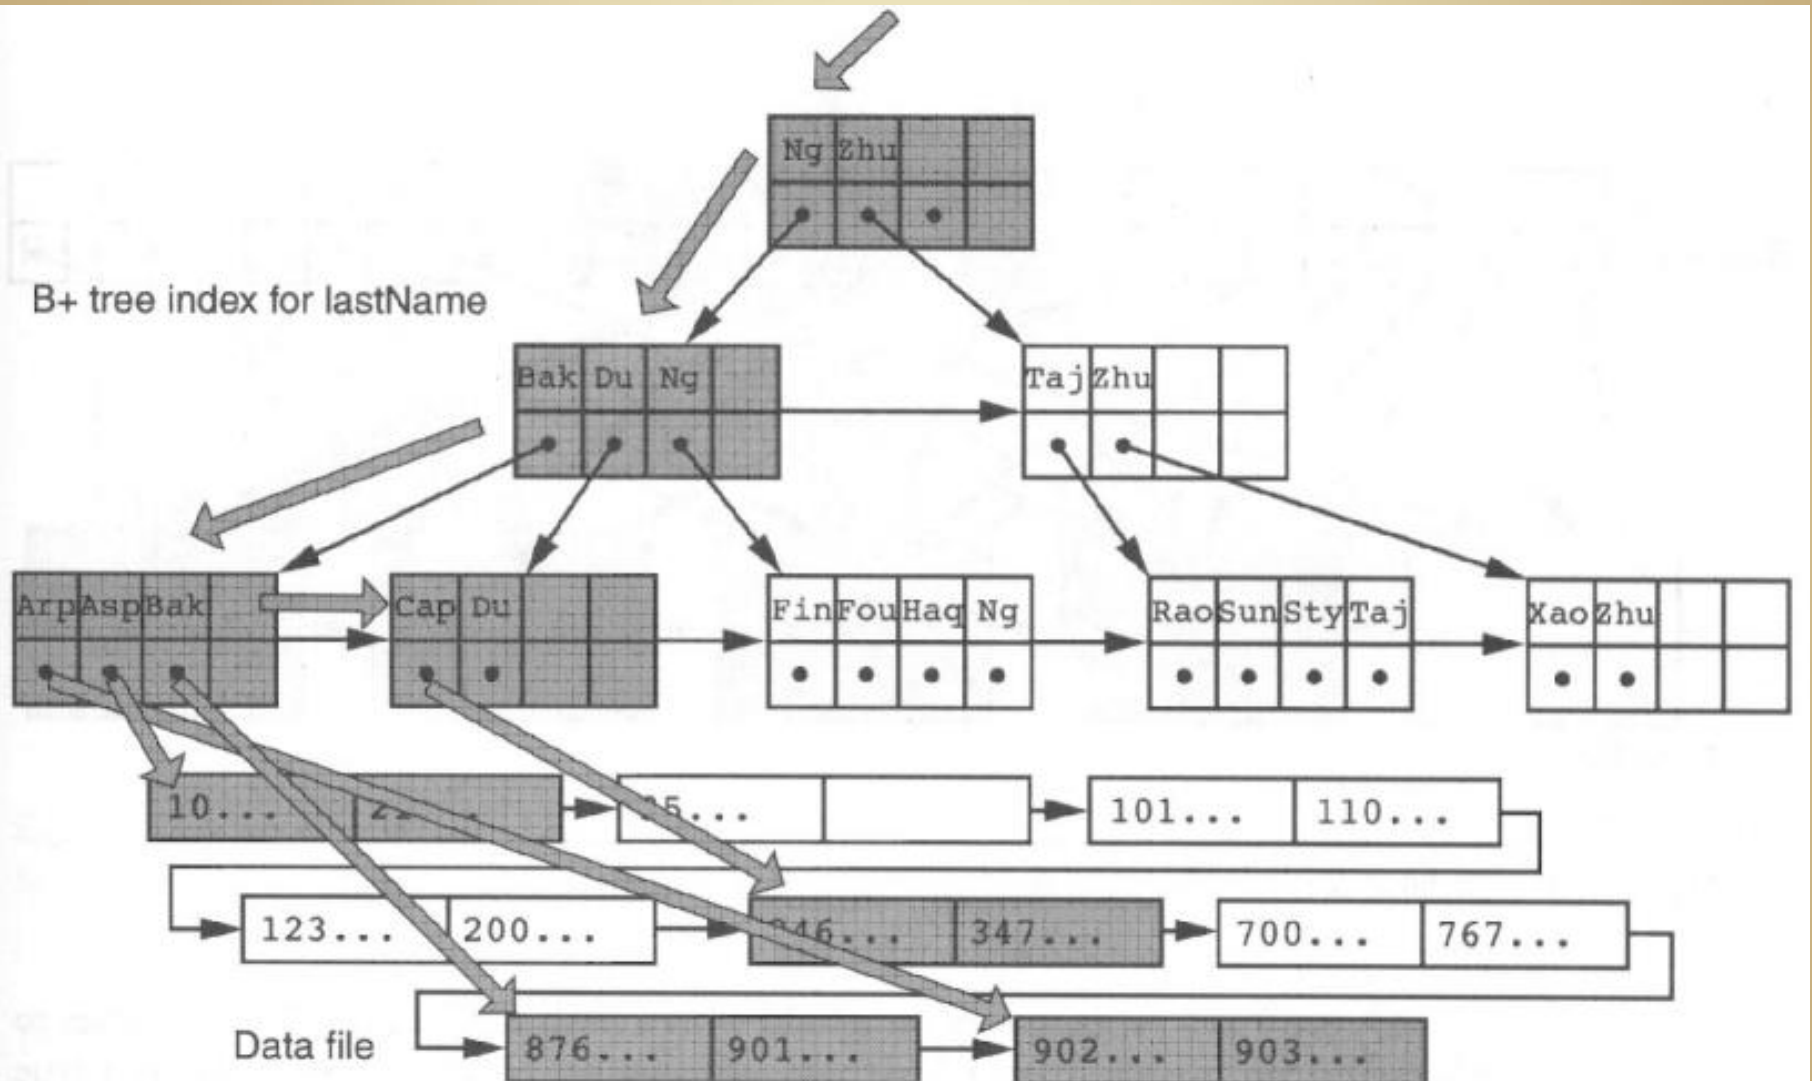 Ng Zhu
B+ tree index for lastName
Bak Du Ng
Taj Zhu
Arp Asp Bak
Cap Du
Fin Fou Haq Ng
Rao Sun Sty Taj
Xao Zhu
10...
101... 110...
123... 200...
347...
700... 767...
Data file
876... 901...
902... 903...